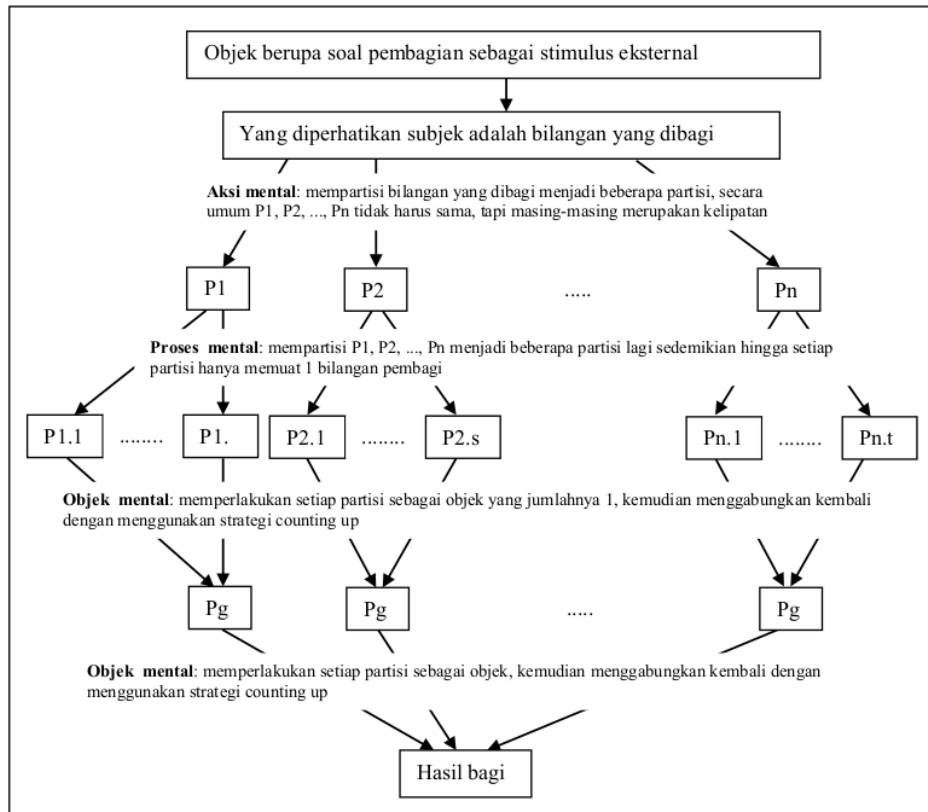 Objek berupa soal pembagian sebagai stimulus eksternal
Yang diperhatikan subjek adalah bilangan yang dibagi
Aksi mental: mempartisi bilangan yang dibagi menjadi beberapa partisi, secara
umum P1, P2, ..., Pn tidak harus sama, tapi masing-masing merupakan kelipatan
P1 P2 ..... Pn
Proses mental: mempartisi P1, P2, ..., Pn menjadi beberapa partisi lagi sedemikian hingga setiap
partisi hanya memuat 1 bilangan pembagi
P1.1 ........ P1. P2.1 ........ P2.s Pn.1 ........ Pn.t
Objek mental: memperlakukan setiap partisi sebagai objek yang jumlahnya 1, kemudian menggabungkan kembali
dengan menggunakan strategi counting up
Pg Pg ..... Pg
Objek mental: memperlakukan setiap partisi sebagai objek, kemudian menggabungkan kembali dengan
menggunakan strategi counting up
Hasil bagi